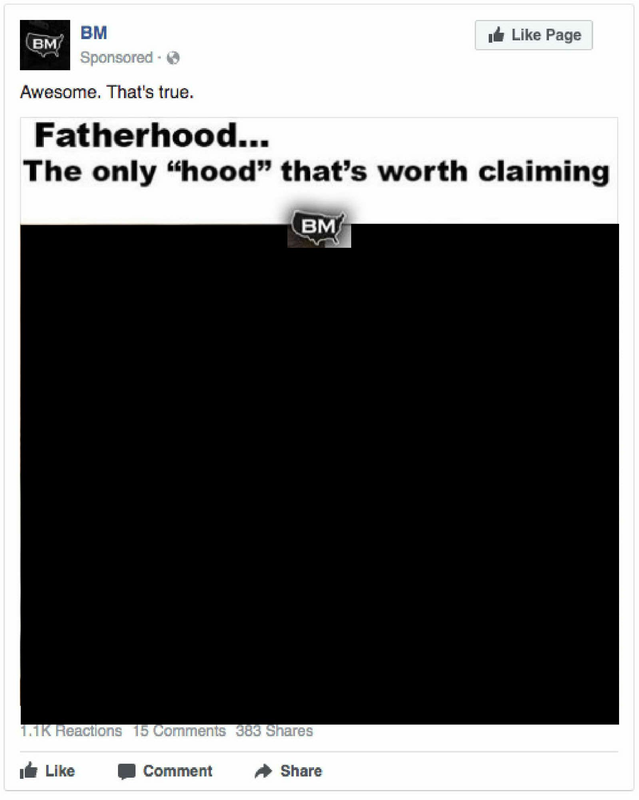 BM
BM
Like Page
Sponsored ·
Awesome. That's true.
Fatherhood...
The only “hood” that’s worth claiming
BM
1.1K Reactions 15 Comments 383 Shares
Like Comment Share